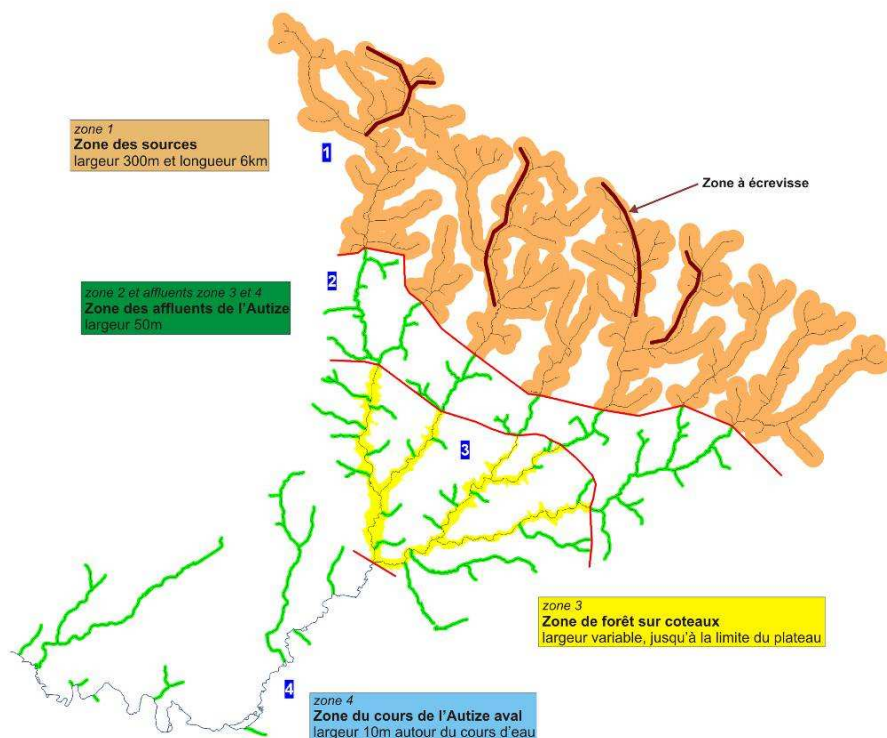 zone 1
Zone des sources
largeur 300m et longueur 6km
1
Zone à écrevisse
2
zone 2 et affluents zone 3 et 4
Zone des affluents de l'Autize
largeur 50m
3
zone 3
Zone de forêt sur coteaux
largeur variable, jusqu'à la limite du plateau
4
zone 4
Zone du cours de l'Autize aval
largeur 10m autour du cours d'eau